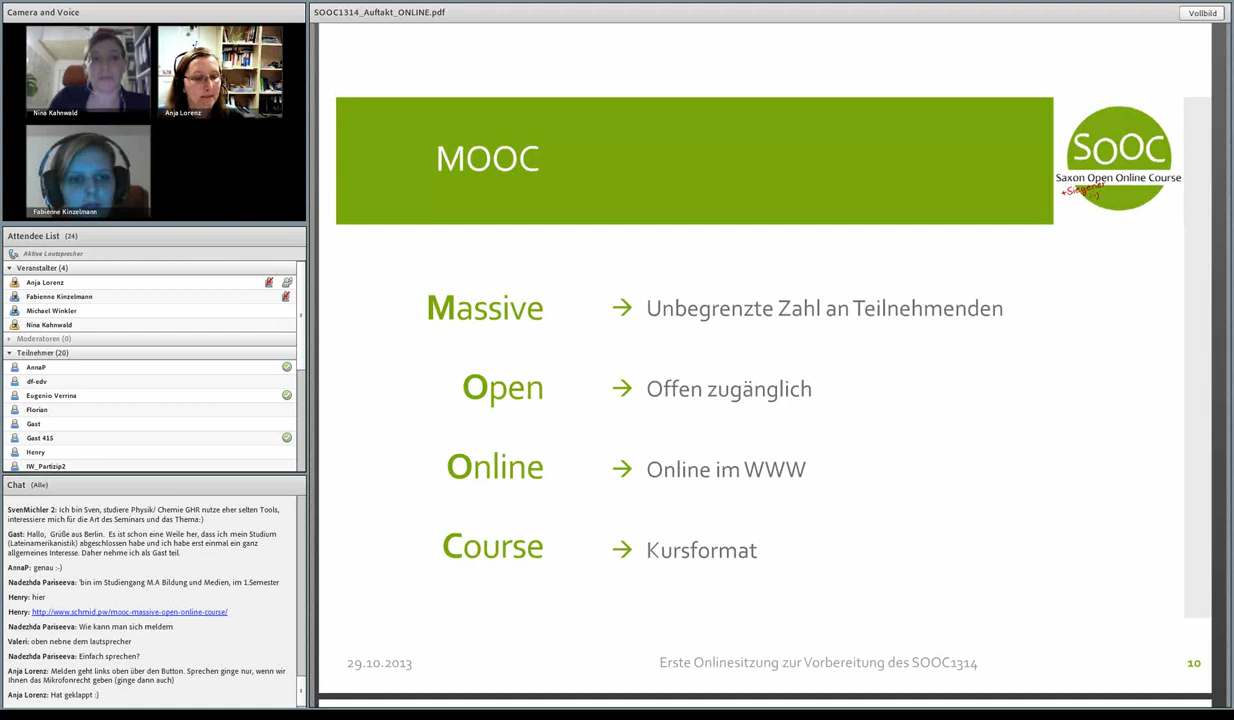 Camera and Voice
Nina Kahnwald
Anja Lorenz
Fabienne Kinzelmann
Attendee List (24)
Aktive Lautsprecher
Veranstalter (4)
Anja Lorenz
Fabienne Kinzelmann
Michael Winkler
Nina Kahnwald
Moderatoren (0)
Teilnehmer (20)
AnnaP
df-edv
Eugenio Verrina
Florian
Gast
Gast 415
Henry
IW_Partizip2
Chat (Alle)
SvenMichler 2: Ich bin Sven, studiere Physik/ Chemie GHR nutze eher selten Tools,
interessiere mich für die Art des Seminars und das Thema:)
Gast: Hallo, Grüße aus Berlin. Es ist schon eine Weile her, dass ich mein Studium
(Lateinamerikanistik) abgeschlossen habe und ich habe erst einmal ein ganz
allgemeines Interesse. Daher nehme ich als Gast teil.
AnnaP: genau :-)
Nadezhda Pariseeva: 'bin im Studiengang M.A Bildung und Medien, im 1.Semester
Henry: hier
Henry: http://www.schmid.pw/mooc-massive-open-online-course/
Nadezhda Pariseeva: Wie kann man sich meldem
Valeri: oben nebne dem lautsprecher
Nadezhda Pariseeva: Einfach sprechen?
Anja Lorenz: Melden geht links oben über den Button. Sprechen ginge nur, wenn wir
Ihnen das Mikrofonrecht geben (ginge dann auch)
Anja Lorenz: Hat geklappt :)
SOOC1314_Auftakt_ONLINE.pdf
Vollbild
MOOC
SOOC
Saxon Open Online Course
+Siegener
:-)
Massive → Unbegrenzte Zahl an Teilnehmenden
Open → Offen zugänglich
Online → Online im WWW
Course → Kursformat
29.10.2013
Erste Onlinesitzung zur Vorbereitung des SOOC1314
10